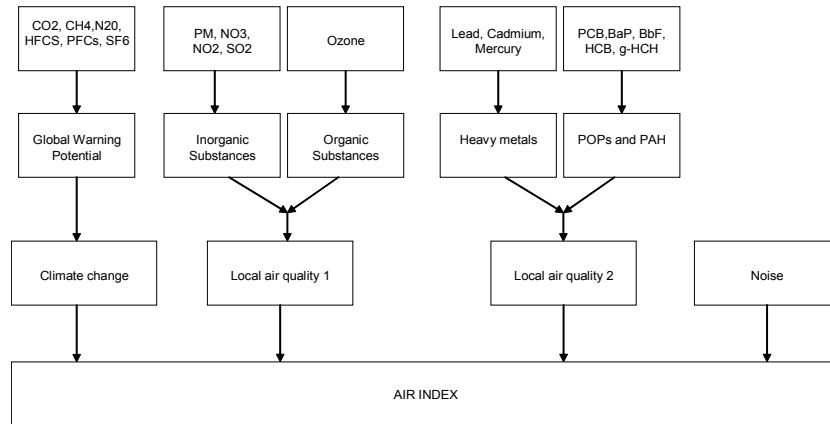 CO2, CH4,N20,
HFCS, PFCs, SF6
PM, NO3,
NO2, SO2
Ozone
Lead, Cadmium,
Mercury
PCB,BaP, BbF,
HCB, g-HCH
Global Warning
Potential
Inorganic
Substances
Organic
Substances
Heavy metals
POPs and PAH
Climate change
Local air quality 1
Local air quality 2
Noise
AIR INDEX